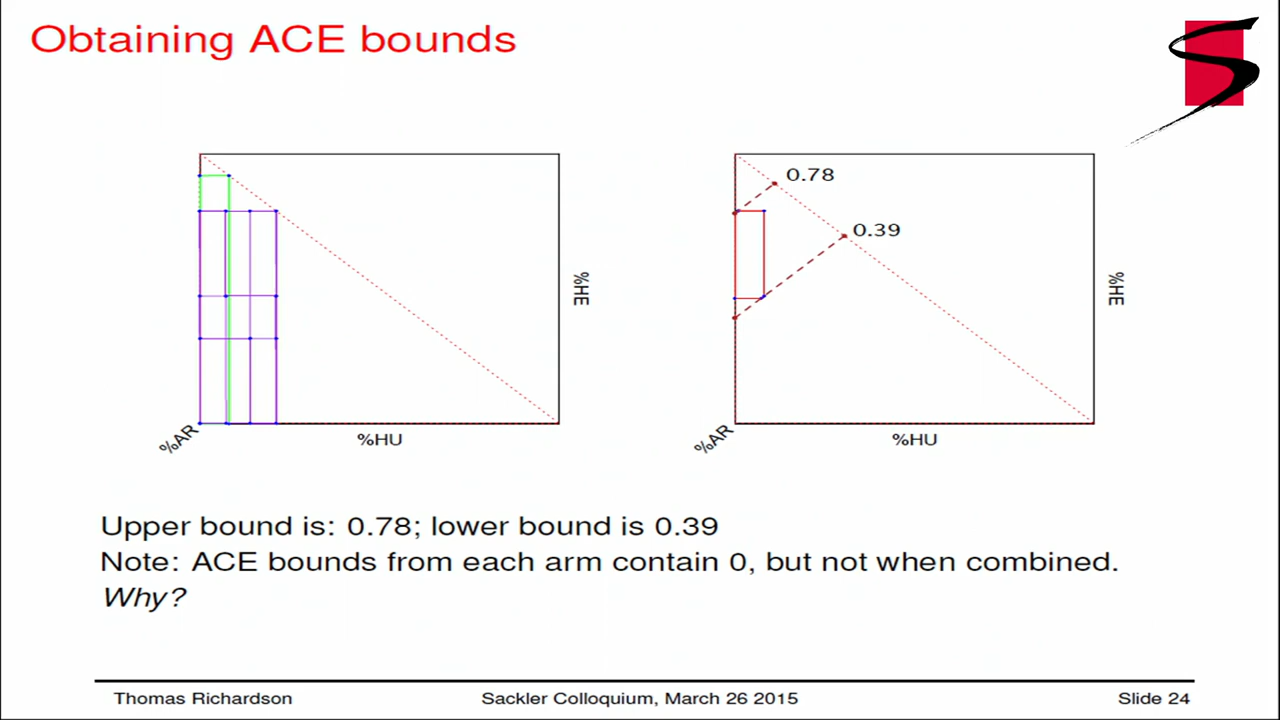 Obtaining ACE bounds
%HE
%AR
%HU
0.78
0.39
%HE
%AR
%HU
Upper bound is: 0.78; lower bound is 0.39
Note: ACE bounds from each arm contain 0, but not when combined.
Why?
Thomas Richardson
Sackler Colloquium, March 26 2015
Slide 24